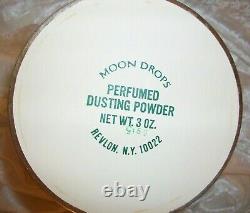 MOON DROPS
PERFUMED
DUSTING POWDER
NET WT. 3 OZ.
REVLON, N.Y. 10022